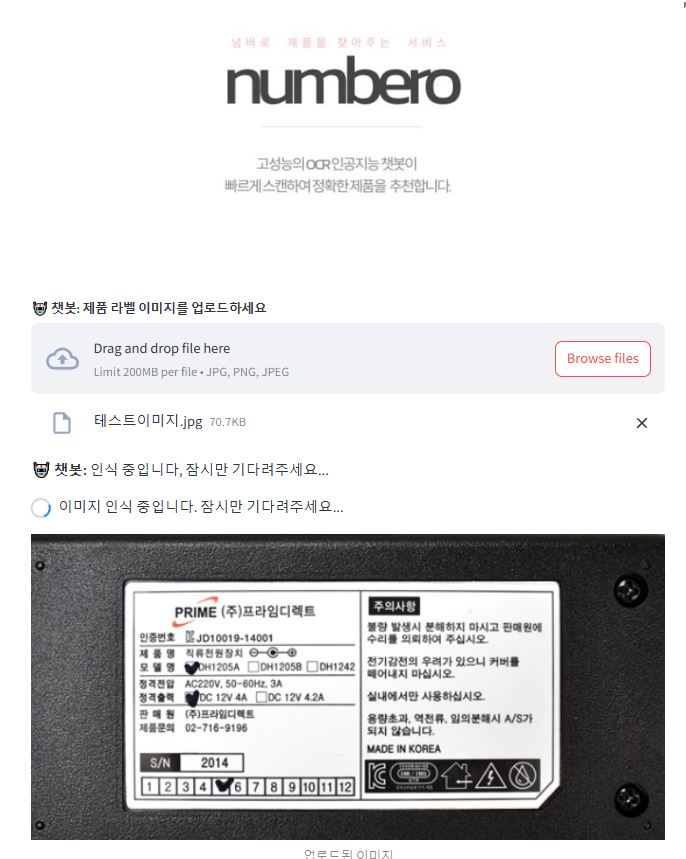 넘버로 제품을 찾아주는 서비스
numbero
고성능의 OCR 인공지능 챗봇이
빠르게 스캔하여 정확한 제품을 추천합니다.
챗봇: 제품 라벨 이미지를 업로드하세요
Drag and drop file here
Limit 200MB per file • JPG, PNG, JPEG
Browse files
테스트이미지.jpg 70.7KB
챗봇: 인식 중입니다, 잠시만 기다려주세요...
이미지 인식 중입니다. 잠시만 기다려주세요...
PRIME (주)프라임디렉트
인증번호 JD10019-14001
제 품 명 직류전원장치
모 델 명 DH1205A DH1205B DH1242
정격전압 AC220V, 50-60Hz, 3A
정격출력 DC 12V 4A DC 12V 4.2A
판 매 원 (주)프라임디렉트
제품문의 02-716-9196
S/N 2014
1 2 3 4 6 7 8 9 10 11 12
주의사항
불량 발생시 분해하지 마시고 판매원에
수리를 의뢰하여 주십시오.
전기감전의 우려가 있으니 커버를
떼어내지 마십시오.
실내에서만 사용하십시오.
용량초과, 역전류, 임의분해시 A/S가
되지 않습니다.
MADE IN KOREA
업로드된 이미지